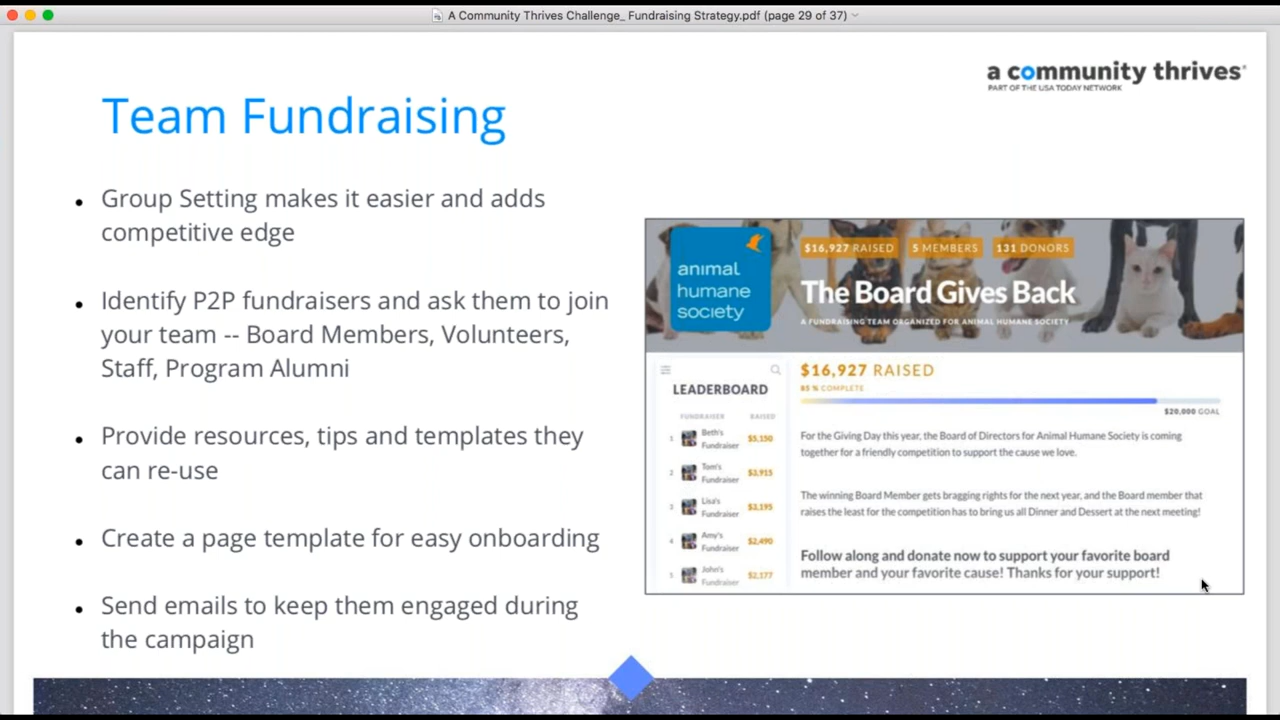 A Community Thrives Challenge_ Fundraising Strategy.pdf (page 29 of 37)
a community thrives
PART OF THE USA TODAY NETWORK
Team Fundraising
• Group Setting makes it easier and adds
competitive edge
• Identify P2P fundraisers and ask them to join
your team -- Board Members, Volunteers,
Staff, Program Alumni
• Provide resources, tips and templates they
can re-use
• Create a page template for easy onboarding
• Send emails to keep them engaged during
the campaign
animal
humane
society
$16,927 RAISED 5 MEMBERS 131 DONORS
The Board Gives Back
A FUNDRAISING TEAM ORGANIZED FOR ANIMAL HUMANE SOCIETY
LEADERBOARD
FUNDRAISER RAISED
1 Beth's Fundraiser $5,150
2 Tom's Fundraiser $3,915
3 Lisa's Fundraiser $3,195
4 Amy's Fundraiser $2,490
5 John's Fundraiser $2,177
$16,927 RAISED
85 % COMPLETE
$20,000 GOAL
For the Giving Day this year, the Board of Directors for Animal Humane Society is coming
together for a friendly competition to support the cause we love.
The winning Board Member gets bragging rights for the next year, and the Board member that
raises the least for the competition has to bring us all Dinner and Dessert at the next meeting!
Follow along and donate now to support your favorite board
member and your favorite cause! Thanks for your support!